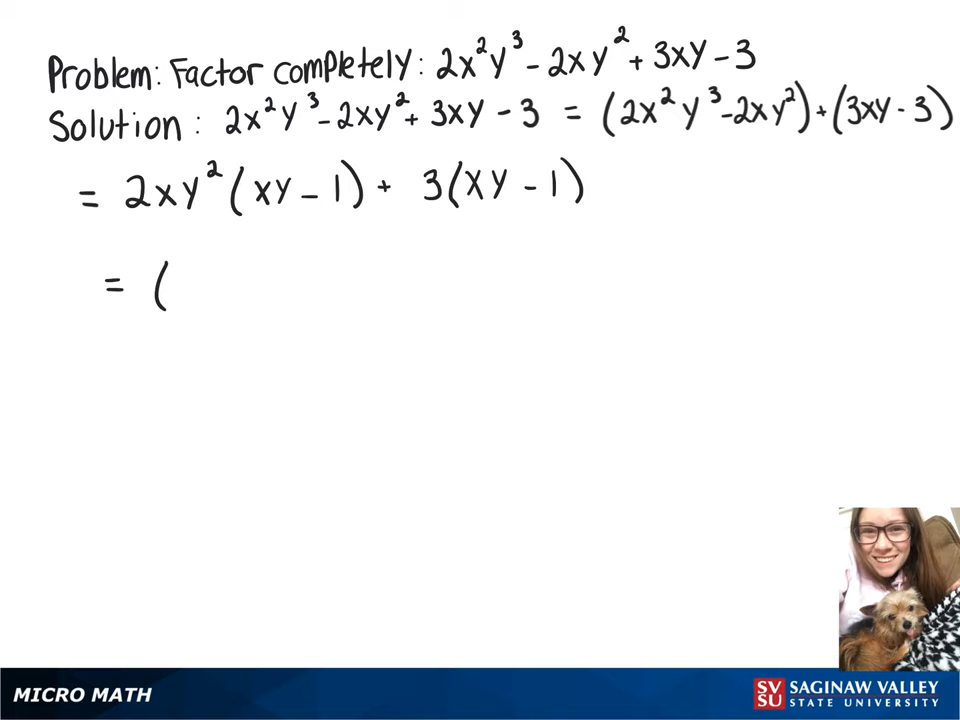 Problem: Factor completely: 2x²y³ - 2xy² + 3xy - 3
Solution: 2x²y³ - 2xy² + 3xy - 3 = (2x²y³ - 2xy²) + (3xy - 3)
= 2xy²(xy - 1) + 3(xy - 1)
= (
MICRO MATH
SV SU SAGINAW VALLEY
STATE UNIVERSITY